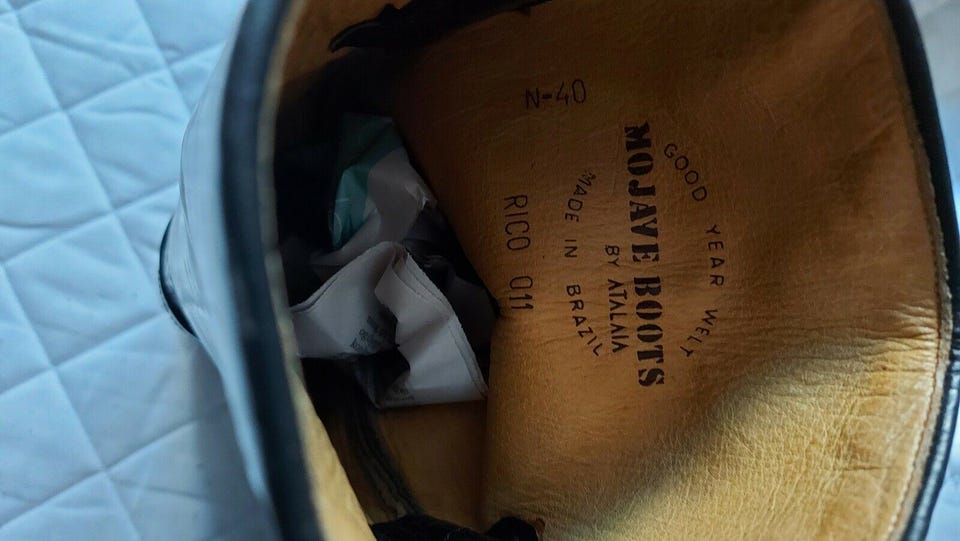 GOOD YEAR WELT
MOJAVE BOOTS
BY ATALAIA
MADE IN BRAZIL
RICO 011
N-40